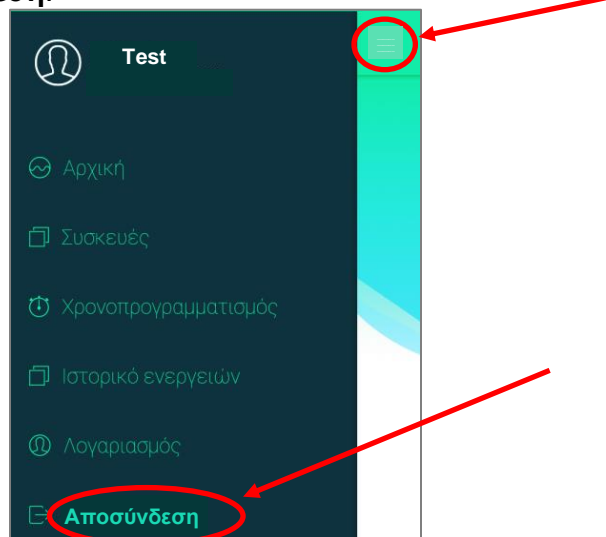 Test
Αρχική
Συσκευές
Χρονοπρογραμματισμός
Ιστορικό ενεργειών
Λογαριασμός
Αποσύνδεση